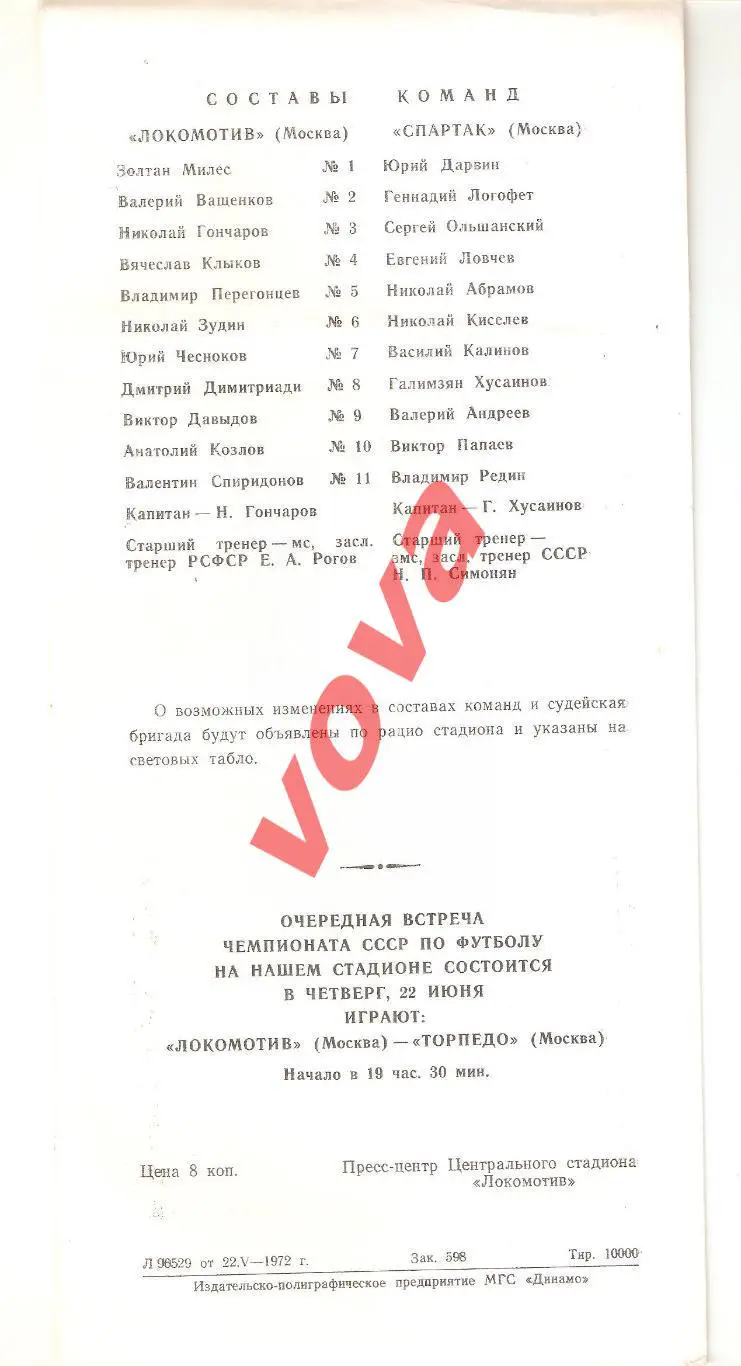 СОСТАВЫ КОМАНД
«ЛОКОМОТИВ» (Москва) «СПАРТАК» (Москва)
Золтан Милес № 1 Юрий Дарвин
Валерий Ващенков № 2 Геннадий Логофет
Николай Гончаров № 3 Сергей Ольшанский
Вячеслав Клыков № 4 Евгений Ловчев
Владимир Перегонцев № 5 Николай Абрамов
Николай Зудин № 6 Николай Киселев
Юрий Чесноков № 7 Василий Калинов
Дмитрий Димитриади № 8 Галимзян Хусаинов
Виктор Давыдов № 9 Валерий Андреев
Анатолий Козлов № 10 Виктор Папаев
Валентин Спиридонов № 11 Владимир Редин
Капитан — Н. Гончаров Капитан — Г. Хусаинов
Старший тренер — мс, засл. Старший тренер —
тренер РСФСР Е. А. Рогов змс, засл. тренер СССР
Н. П. Симонян
vova
О возможных изменениях в составах команд и судейская
бригада будут объявлены по радио стадиона и указаны на
световых табло.
ОЧЕРЕДНАЯ ВСТРЕЧА
ЧЕМПИОНАТА СССР ПО ФУТБОЛУ
НА НАШЕМ СТАДИОНЕ СОСТОИТСЯ
В ЧЕТВЕРГ, 22 ИЮНЯ
ИГРАЮТ:
«ЛОКОМОТИВ» (Москва) — «ТОРПЕДО» (Москва)
Начало в 19 час. 30 мин.
Цена 8 коп. Пресс-центр Центрального стадиона
«Локомотив»
Л 96529 от 22.V—1972 г. Зак. 598 Тир. 10000
Издательско-полиграфическое предприятие МГС «Динамо»